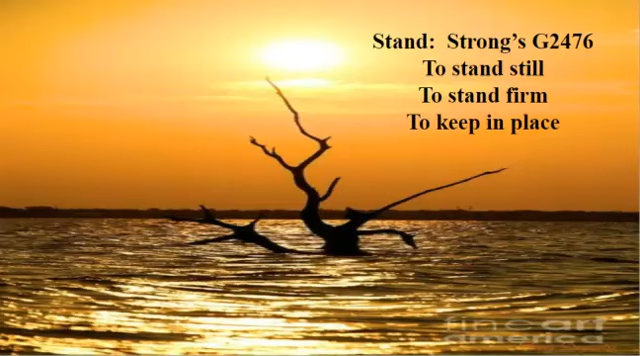 Stand:  Strong’s G2476
To stand still
To stand firm
To keep in place
fine art
america